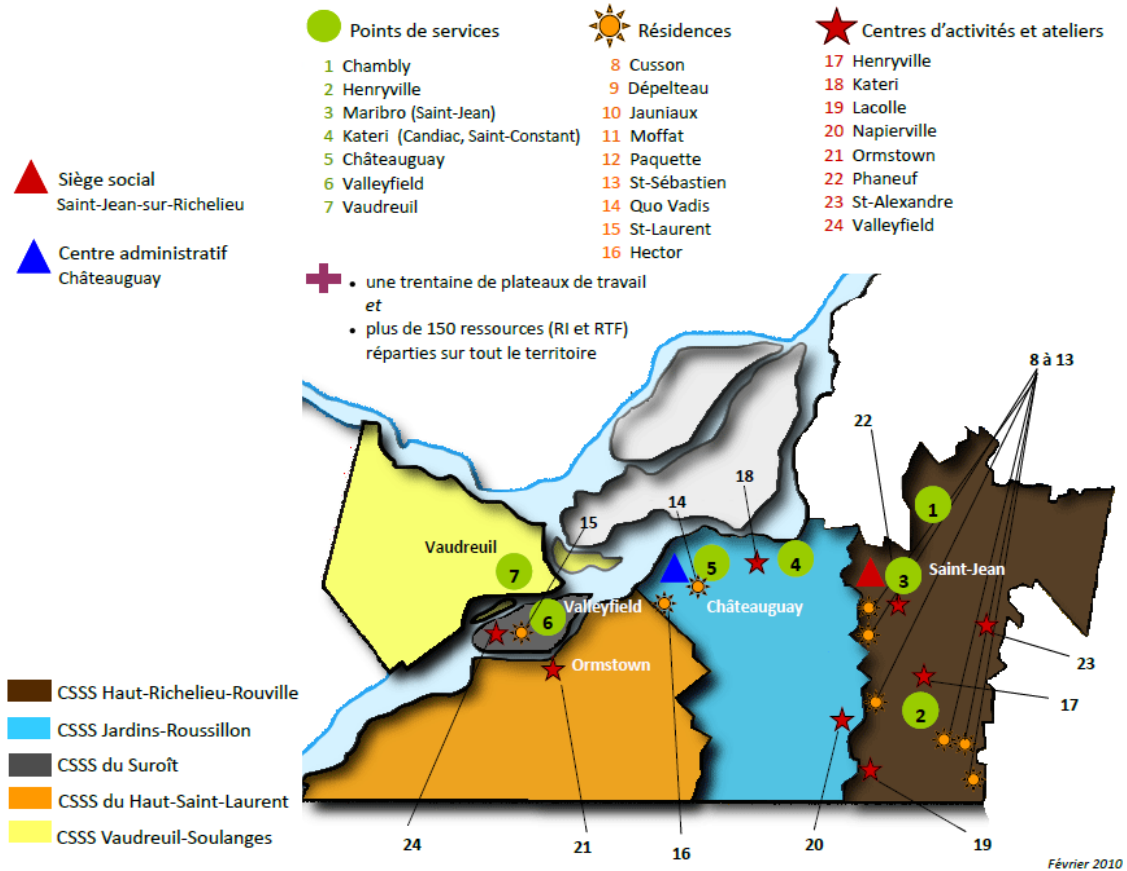 Points de services
1 Chambly
2 Henryville
3 Maribro (Saint-Jean)
4 Kateri (Candiac, Saint-Constant)
5 Châteauguay
6 Valleyfield
7 Vaudreuil
Résidences
8 Cusson
9 Dépelteau
10 Jauniaux
11 Moffat
12 Paquette
13 St-Sébastien
14 Quo Vadis
15 St-Laurent
16 Hector
Centres d'activités et ateliers
17 Henryville
18 Kateri
19 Lacolle
20 Napierville
21 Ormstown
22 Phaneuf
23 St-Alexandre
24 Valleyfield
Siège social
Saint-Jean-sur-Richelieu
Centre administratif
Châteauguay
• une trentaine de plateaux de travail
et
• plus de 150 ressources (RI et RTF)
réparties sur tout le territoire
8 à 13
22
18
14
15
1
Vaudreuil
7
5
4
3
Saint-Jean
Valleyfield
6
Châteauguay
Ormstown
23
17
2
24
21
16
20
19
CSSS Haut-Richelieu-Rouville
CSSS Jardins-Roussillon
CSSS du Suroît
CSSS du Haut-Saint-Laurent
CSSS Vaudreuil-Soulanges
Février 2010